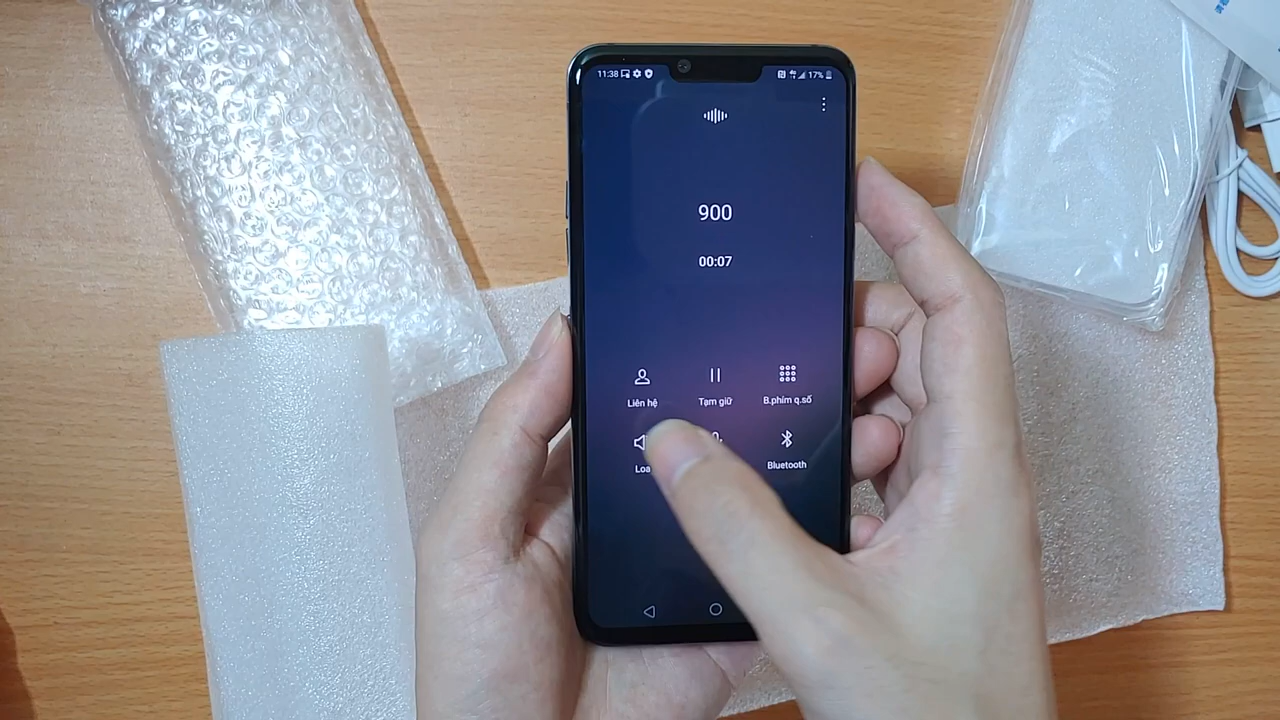 11:38
17%
900
00:07
Liên hệ
Tạm giữ
B.phím q.số
Bluetooth